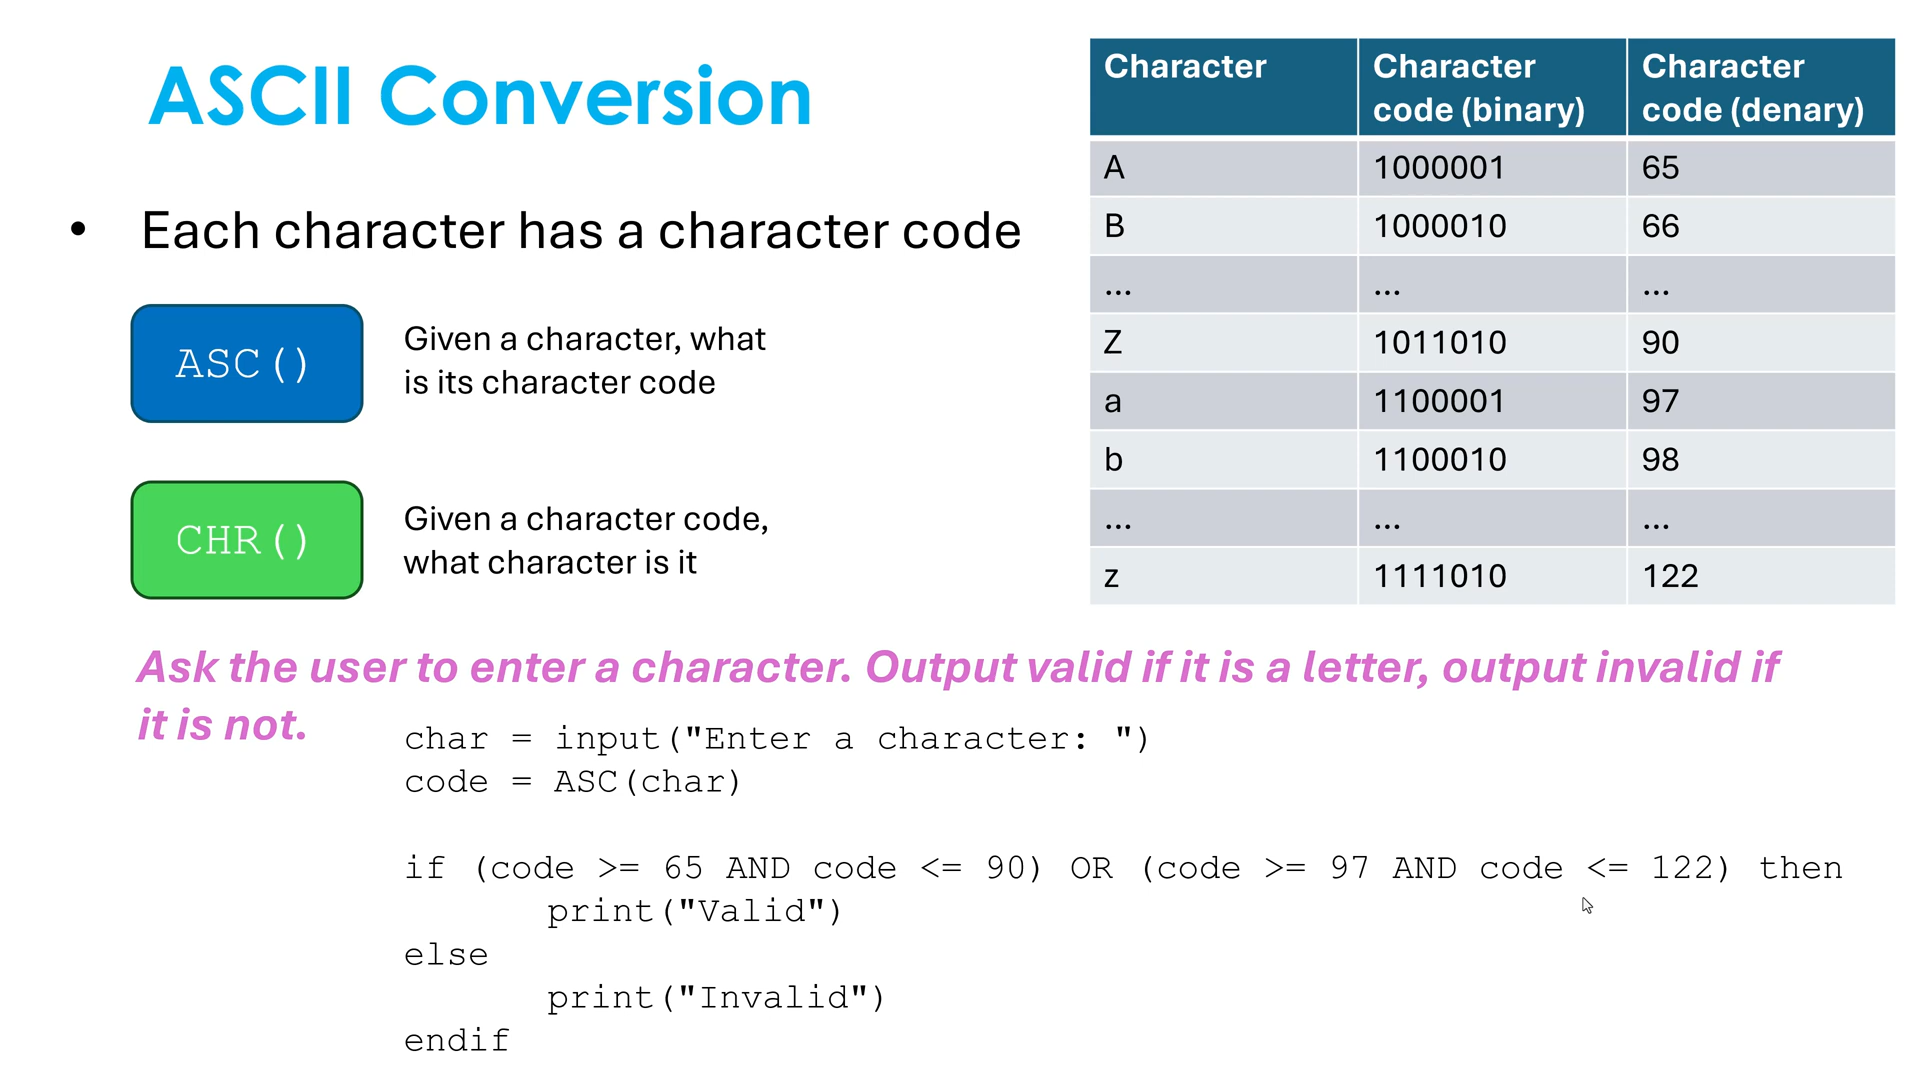 ASCII Conversion
• Each character has a character code
ASC()
Given a character, what
is its character code
CHR()
Given a character code,
what character is it
Character Character code (binary) Character code (denary)
A 1000001 65
B 1000010 66
... ... ...
Z 1011010 90
a 1100001 97
b 1100010 98
... ... ...
z 1111010 122
Ask the user to enter a character. Output valid if it is a letter, output invalid if
it is not.
char = input("Enter a character: ")
code = ASC(char)
if (code >= 65 AND code <= 90) OR (code >= 97 AND code <= 122) then
print("Valid")
else
print("Invalid")
endif